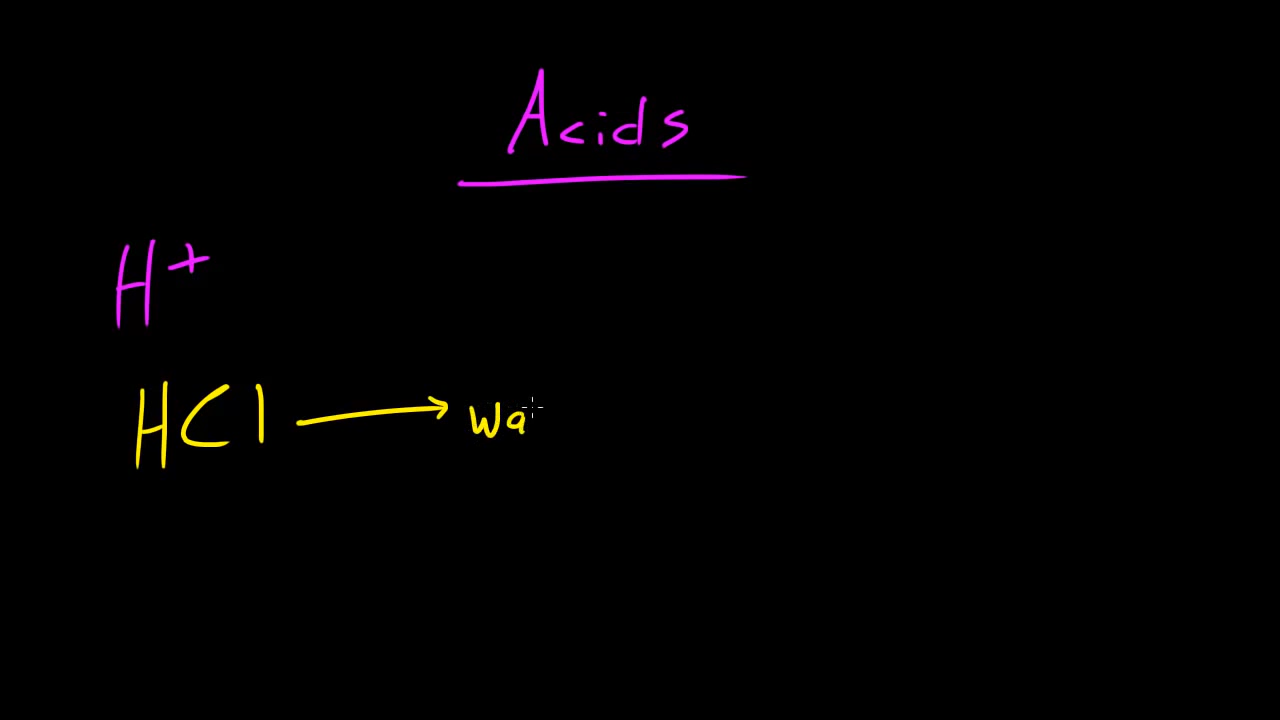 Acids
H⁺
HCl → wa